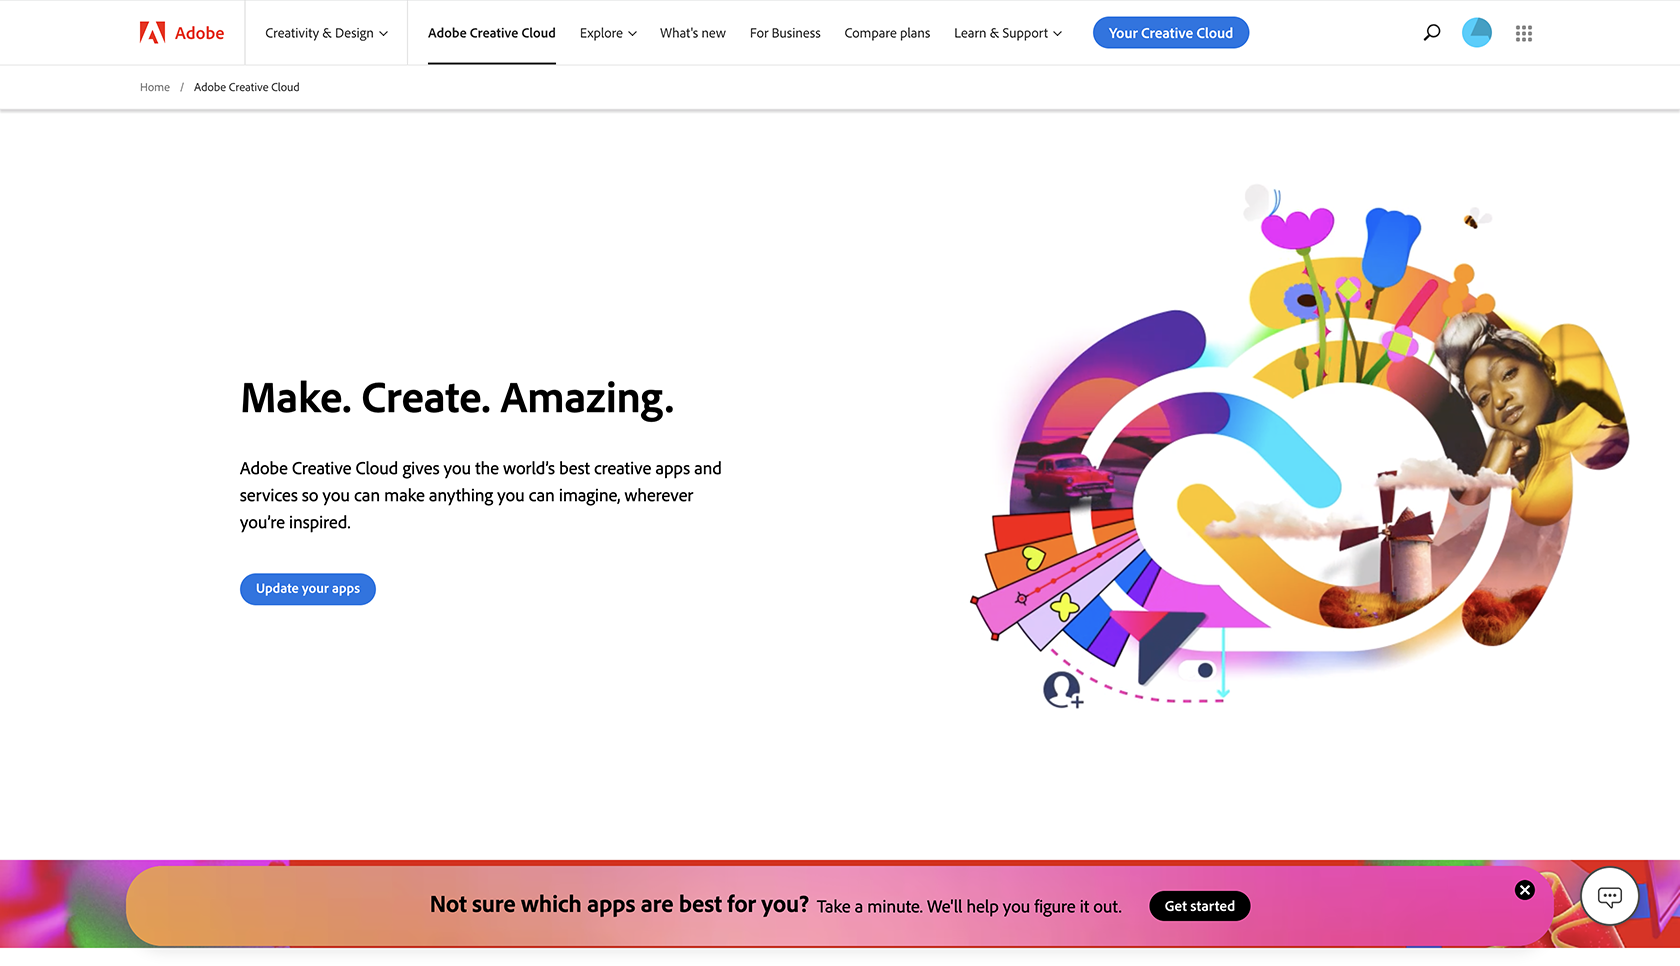 Adobe
Creativity & Design
Adobe Creative Cloud
Explore
What's new
For Business
Compare plans
Learn & Support
Your Creative Cloud
Home / Adobe Creative Cloud
Make. Create. Amazing.
Adobe Creative Cloud gives you the world's best creative apps and
services so you can make anything you can imagine, wherever
you're inspired.
Update your apps
Not sure which apps are best for you? Take a minute. We'll help you figure it out.
Get started